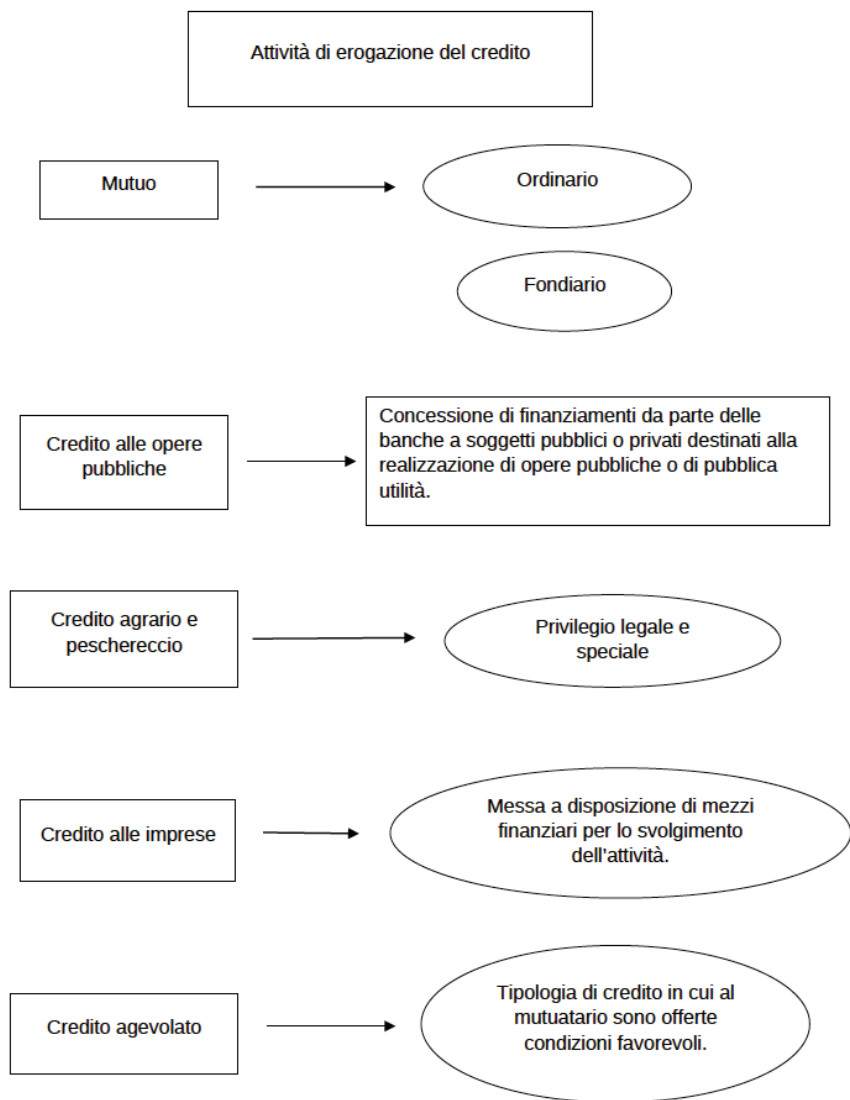 Attività di erogazione del credito
Mutuo
Ordinario
Fondiario
Credito alle opere
pubbliche
Concessione di finanziamenti da parte delle
banche a soggetti pubblici o privati destinati alla
realizzazione di opere pubbliche o di pubblica
utilità.
Credito agrario e
peschereccio
Privilegio legale e
speciale
Credito alle imprese
Messa a disposizione di mezzi
finanziari per lo svolgimento
dell'attività.
Credito agevolato
Tipologia di credito in cui al
mutuatario sono offerte
condizioni favorevoli.